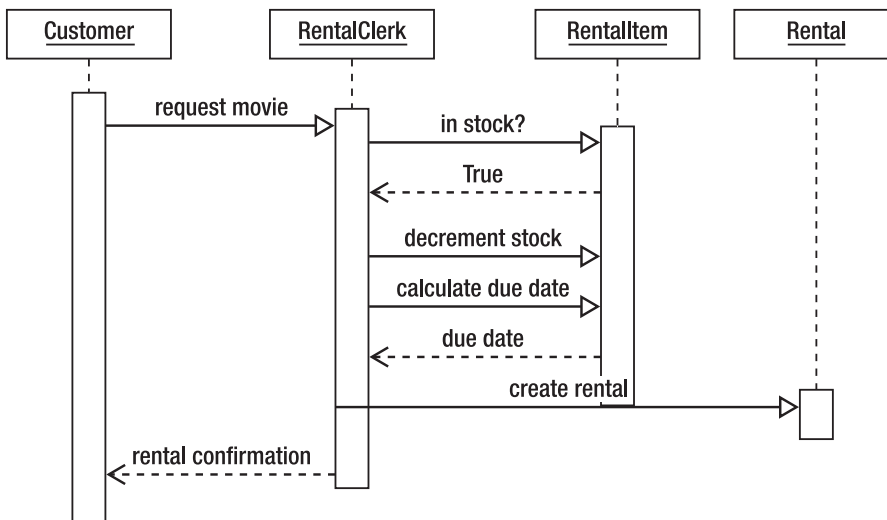 Customer
RentalClerk
RentalItem
Rental
request movie
in stock?
True
decrement stock
calculate due date
due date
create rental
rental confirmation